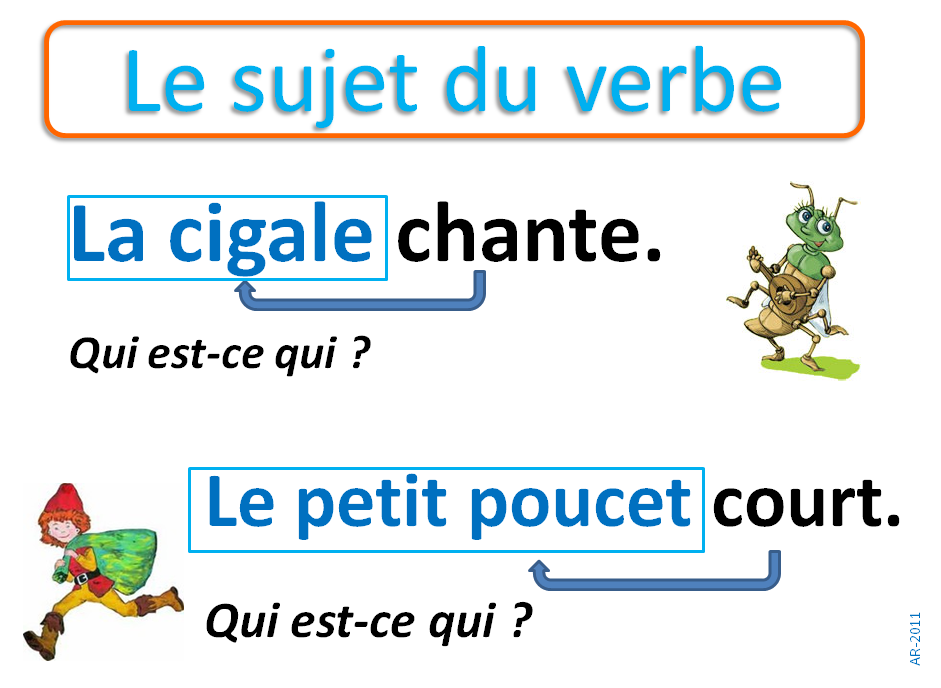 Le sujet du verbe
La cigale chante.
Qui est-ce qui ?
Le petit poucet court.
Qui est-ce qui ?
AR-2011